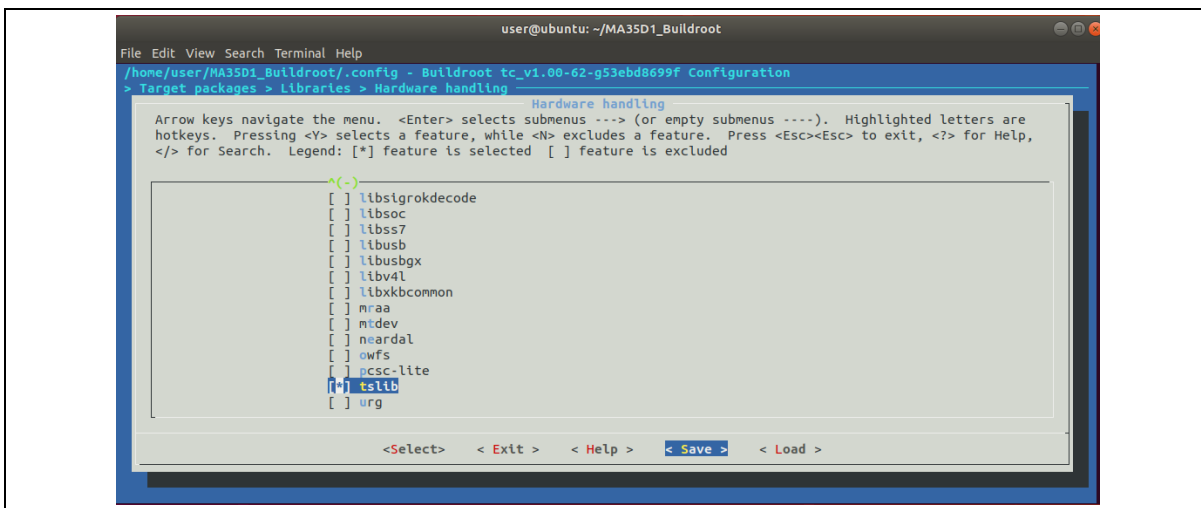 user@ubuntu: ~/MA35D1_Buildroot
File Edit View Search Terminal Help
/home/user/MA35D1_Buildroot/.config - Buildroot tc_v1.00-62-g53ebd8699f Configuration
> Target packages > Libraries > Hardware handling
Hardware handling
Arrow keys navigate the menu. <Enter> selects submenus ---> (or empty submenus ----). Highlighted letters are
hotkeys. Pressing <Y> selects a feature, while <N> excludes a feature. Press <Esc><Esc> to exit, <?> for Help,
</> for Search. Legend: [*] feature is selected [ ] feature is excluded
^(-)
[ ] libsigrokdecode
[ ] libsoc
[ ] libss7
[ ] libusb
[ ] libusbgx
[ ] libv4l
[ ] libxkbcommon
[ ] mraa
[ ] mtdev
[ ] neardal
[ ] owfs
[ ] pcsc-lite
[*] tslib
[ ] urg
<Select> < Exit > < Help > < Save > < Load >